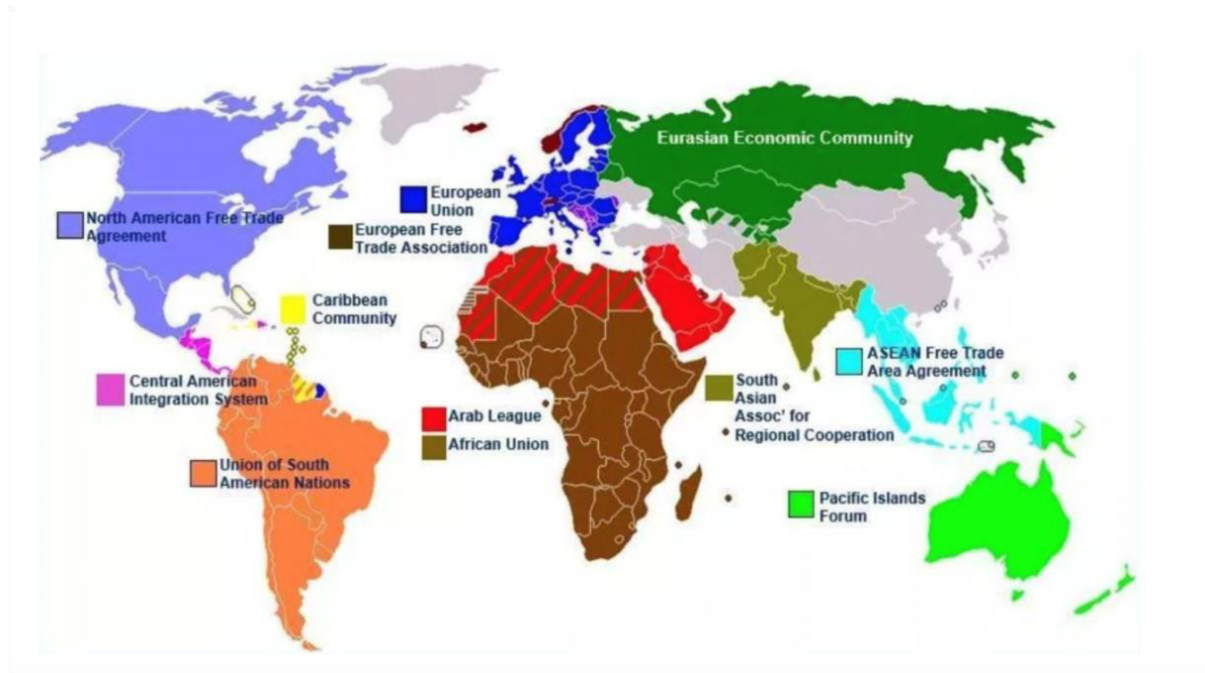 Eurasian Economic Community
European
Union
North American Free Trade
Agreement
European Free
Trade Association
Caribbean
Community
Central American
Integration System
ASEAN Free Trade
Area Agreement
South
Asian
Assoc' for
Regional Cooperation
Arab League
African Union
Union of South
American Nations
Pacific Islands
Forum